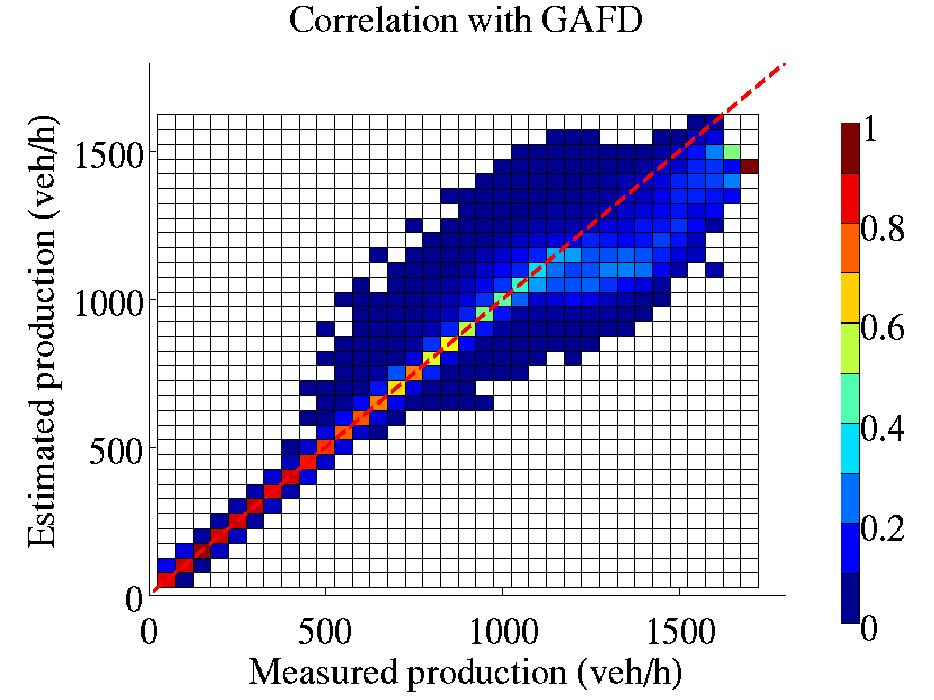 Correlation with GAFD
Estimated production (veh/h)
1500
1000
500
0
0 500 1000 1500
Measured production (veh/h)
1
0.8
0.6
0.4
0.2
0